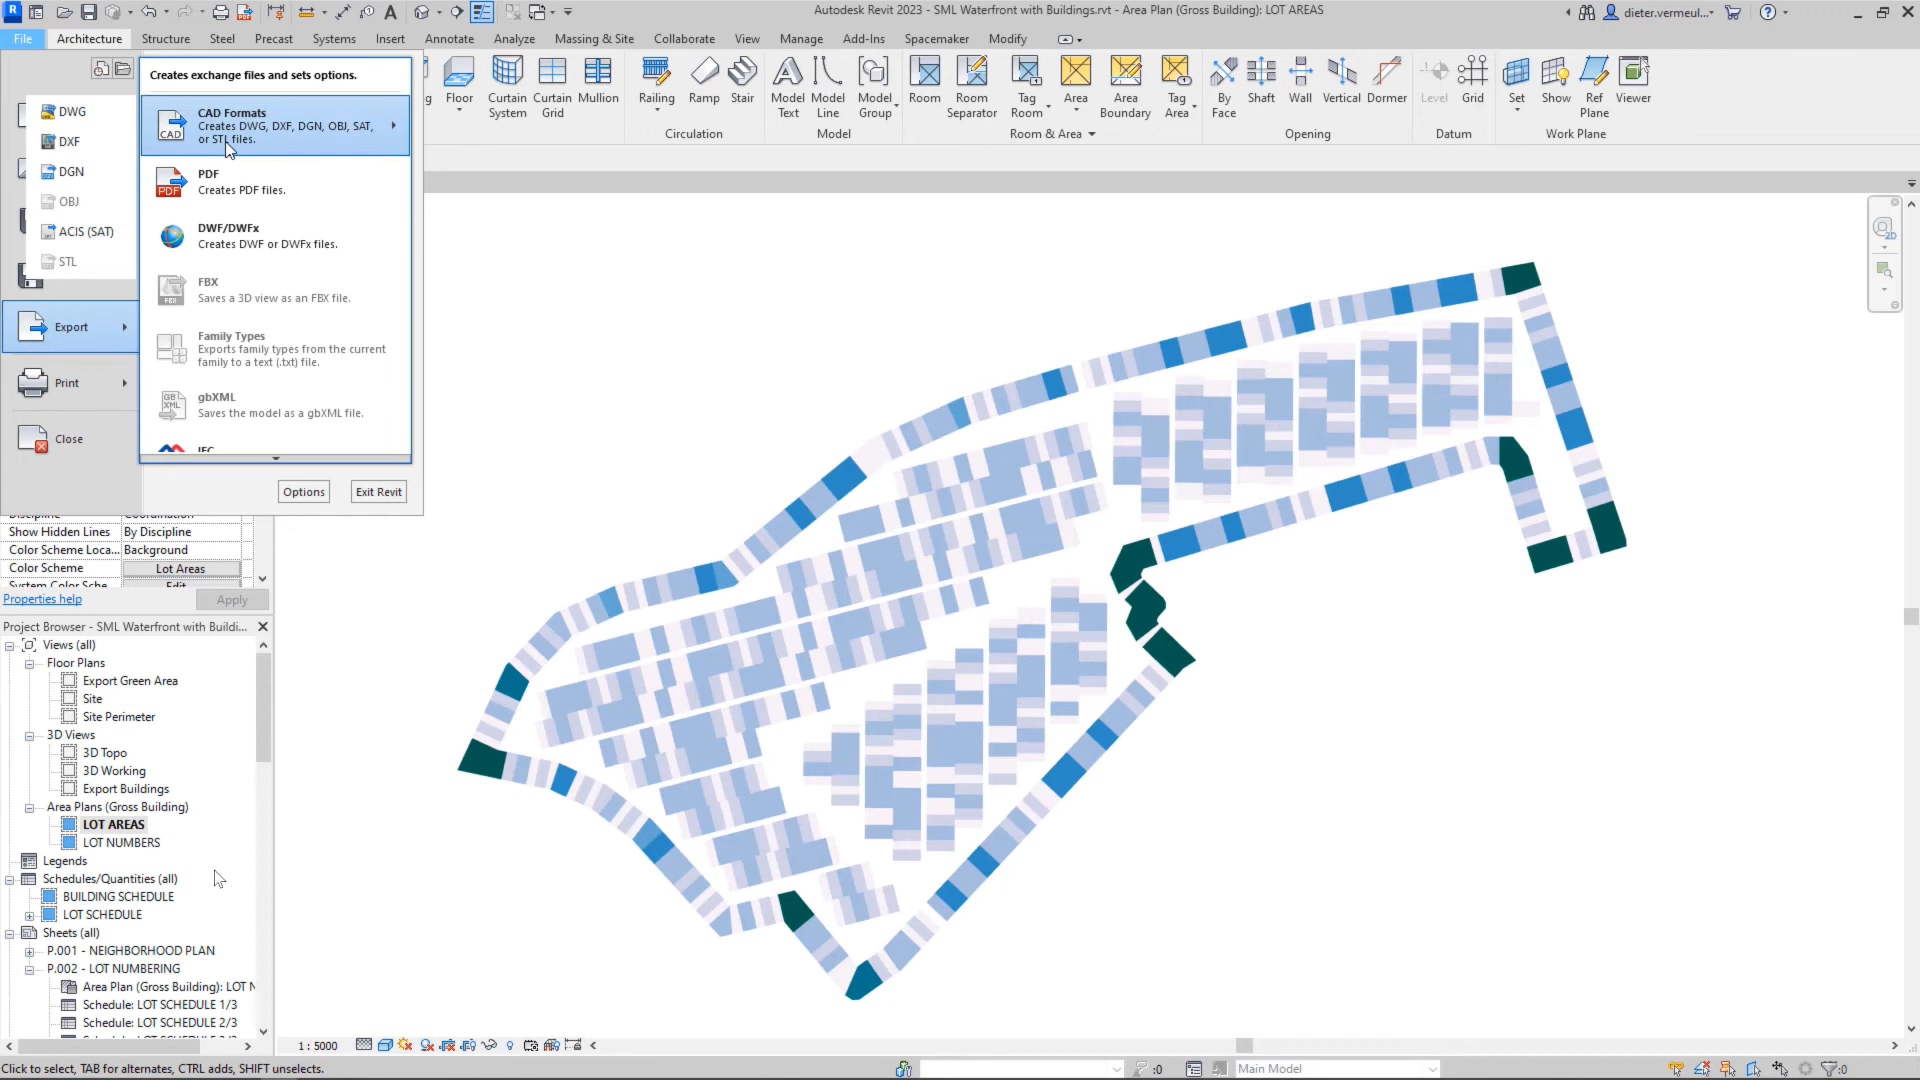 Autodesk Revit 2023 - SML Waterfront with Buildings.rvt - Area Plan (Gross Building): LOT AREAS
dieter.vermeul...
File
Architecture
Structure
Steel
Precast
Systems
Insert
Annotate
Analyze
Massing & Site
Collaborate
View
Manage
Add-Ins
Spacemaker
Modify
Creates exchange files and sets options.
DWG
DXF
DGN
OBJ
ACIS (SAT)
STL
Export
Print
Close
CAD Formats
Creates DWG, DXF, DGN, OBJ, SAT,
or STL files.
PDF
Creates PDF files.
DWF/DWFx
Creates DWF or DWFx files.
FBX
Saves a 3D view as an FBX file.
Family Types
Exports family types from the current
family to a text (.txt) file.
gbXML
Saves the model as a gbXML file.
IFC
Options
Exit Revit
Floor
Curtain
System
Curtain
Grid
Mullion
Railing
Ramp
Stair
Circulation
Model
Text
Model
Line
Model
Group
Model
Room
Room
Separator
Tag
Room
Area
Area
Boundary
Tag
Area
Room & Area
By
Face
Shaft
Wall
Vertical
Dormer
Opening
Level
Grid
Datum
Set
Show
Ref
Plane
Viewer
Work Plane
Discipline
Coordination
Show Hidden Lines
By Discipline
Color Scheme Loca...
Background
Color Scheme
Lot Areas
System Color Sche
Edit
Properties help
Apply
Project Browser - SML Waterfront with Buildi...
Views (all)
Floor Plans
Export Green Area
Site
Site Perimeter
3D Views
3D Topo
3D Working
Export Buildings
Area Plans (Gross Building)
LOT AREAS
LOT NUMBERS
Legends
Schedules/Quantities (all)
BUILDING SCHEDULE
LOT SCHEDULE
Sheets (all)
P.001 - NEIGHBORHOOD PLAN
P.002 - LOT NUMBERING
Area Plan (Gross Building): LOT N
Schedule: LOT SCHEDULE 1/3
Schedule: LOT SCHEDULE 2/3
1 : 5000
Click to select, TAB for alternates, CTRL adds, SHIFT unselects.
:0
Main Model
:0